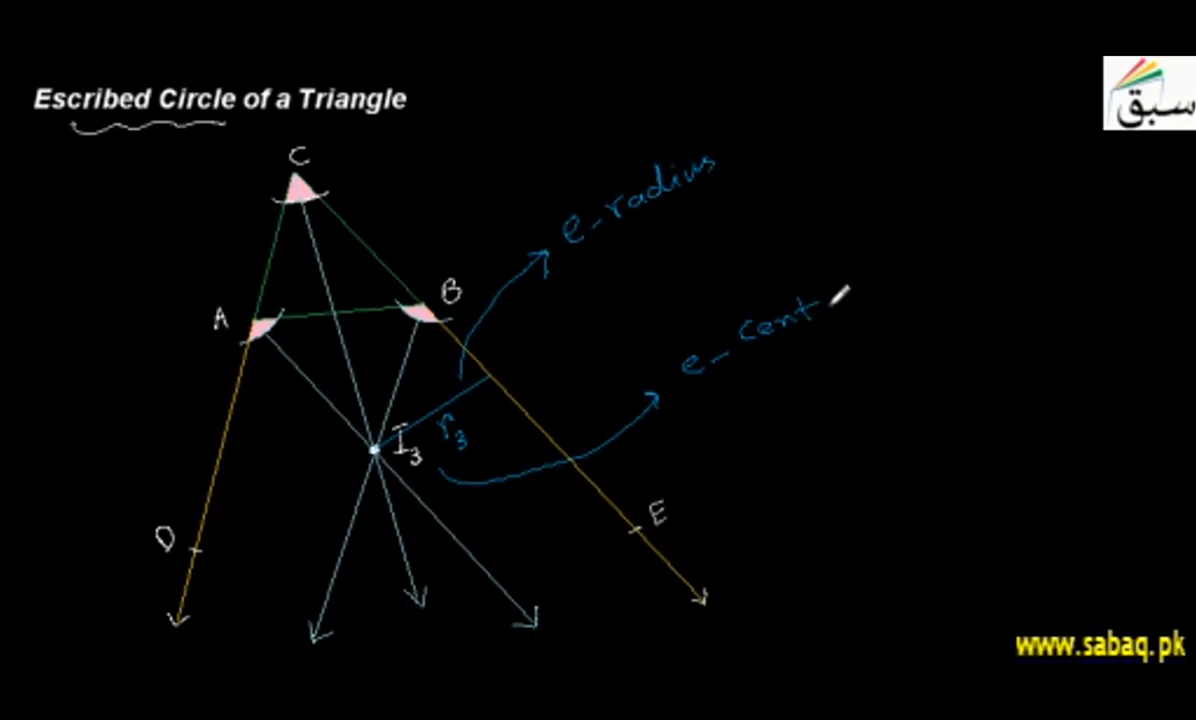 Escribed Circle of a Triangle
سبق
C
e-radius
B
A
e-cent
I3
r3
E
D
www.sabaq.pk